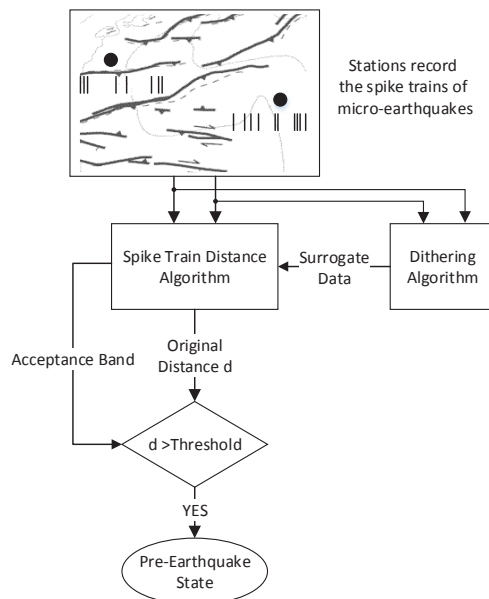 Stations record
the spike trains of
micro-earthquakes
Spike Train Distance
Algorithm
Surrogate
Data
Dithering
Algorithm
Acceptance Band
Original
Distance d
d >Threshold
YES
Pre-Earthquake
State